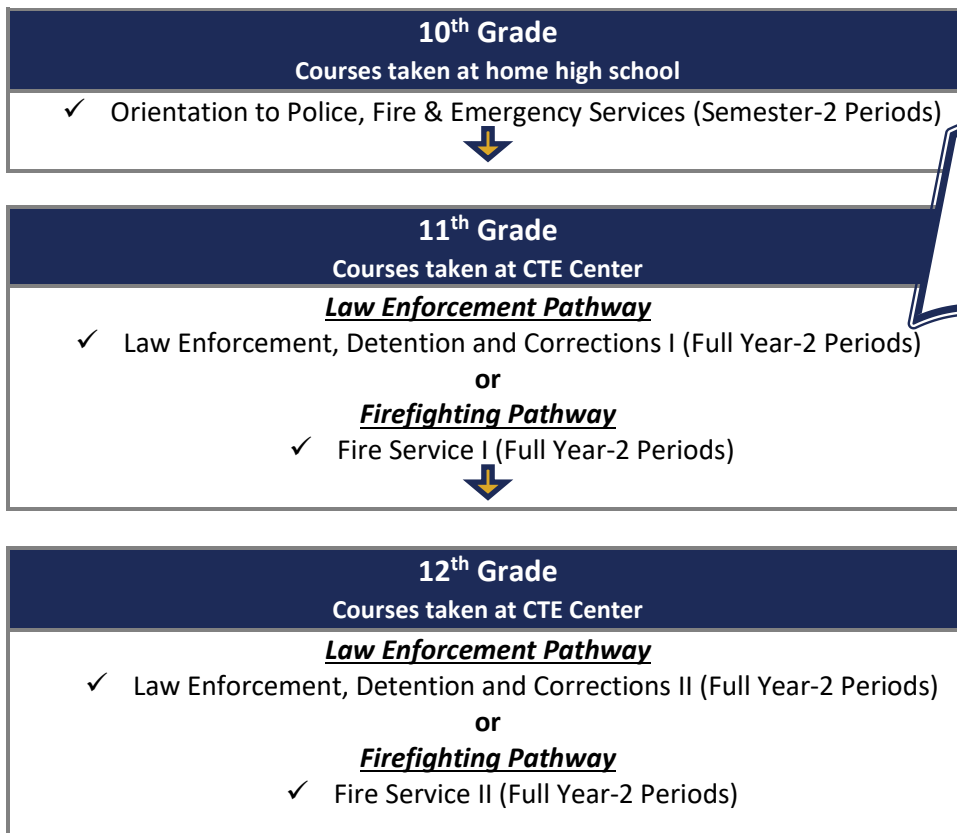 10th Grade
Courses taken at home high school
✓ Orientation to Police, Fire & Emergency Services (Semester-2 Periods)
11th Grade
Courses taken at CTE Center
Law Enforcement Pathway
✓ Law Enforcement, Detention and Corrections I (Full Year-2 Periods)
or
Firefighting Pathway
✓ Fire Service I (Full Year-2 Periods)
12th Grade
Courses taken at CTE Center
Law Enforcement Pathway
✓ Law Enforcement, Detention and Corrections II (Full Year-2 Periods)
or
Firefighting Pathway
✓ Fire Service II (Full Year-2 Periods)